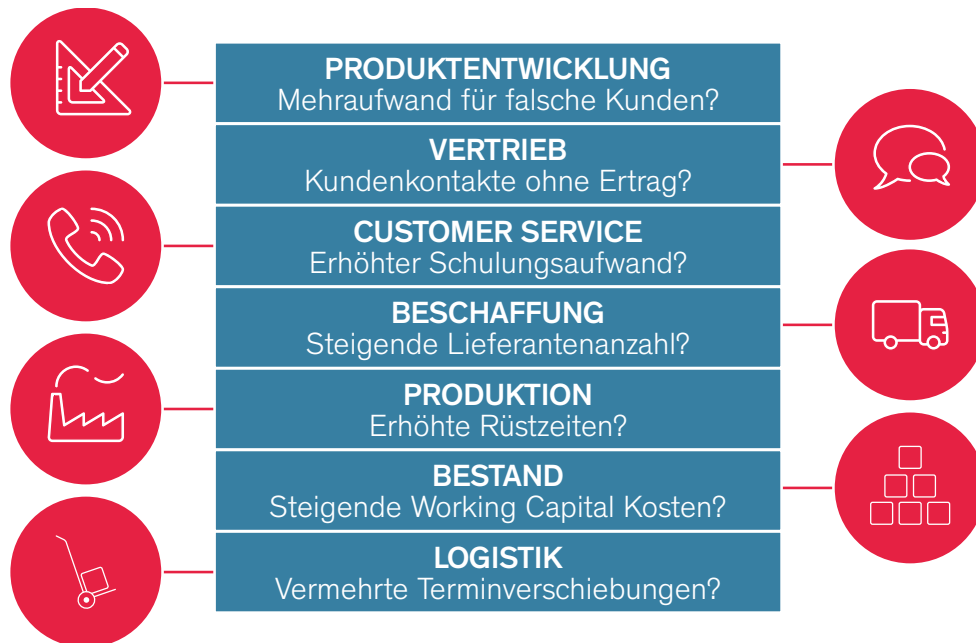 PRODUKTENTWICKLUNG
Mehraufwand für falsche Kunden?
VERTRIEB
Kundenkontakte ohne Ertrag?
CUSTOMER SERVICE
Erhöhter Schulungsaufwand?
BESCHAFFUNG
Steigende Lieferantenanzahl?
PRODUKTION
Erhöhte Rüstzeiten?
BESTAND
Steigende Working Capital Kosten?
LOGISTIK
Vermehrte Terminverschiebungen?